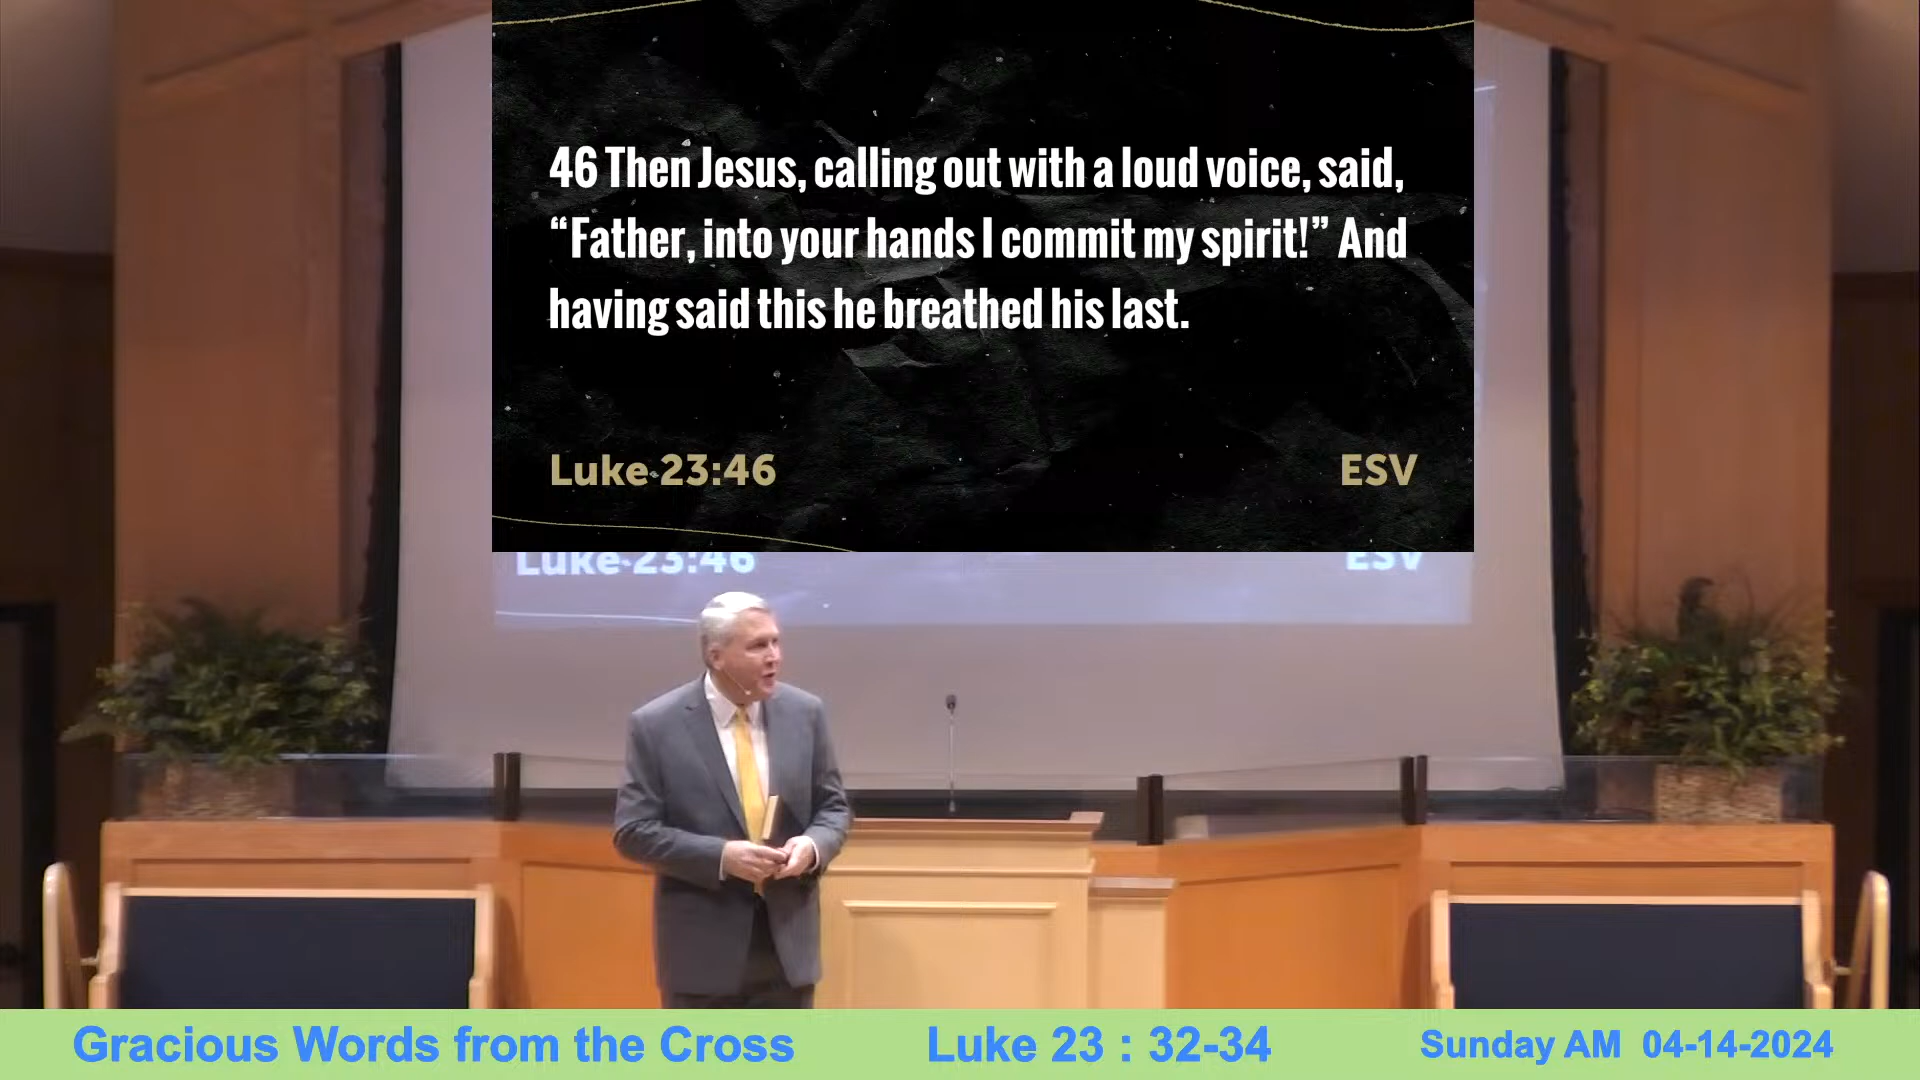 46 Then Jesus, calling out with a loud voice, said,
“Father, into your hands I commit my spirit!” And
having said this he breathed his last.
Luke 23:46 ESV
Luke 23:46 ESV
Gracious Words from the Cross Luke 23 : 32-34 Sunday AM 04-14-2024